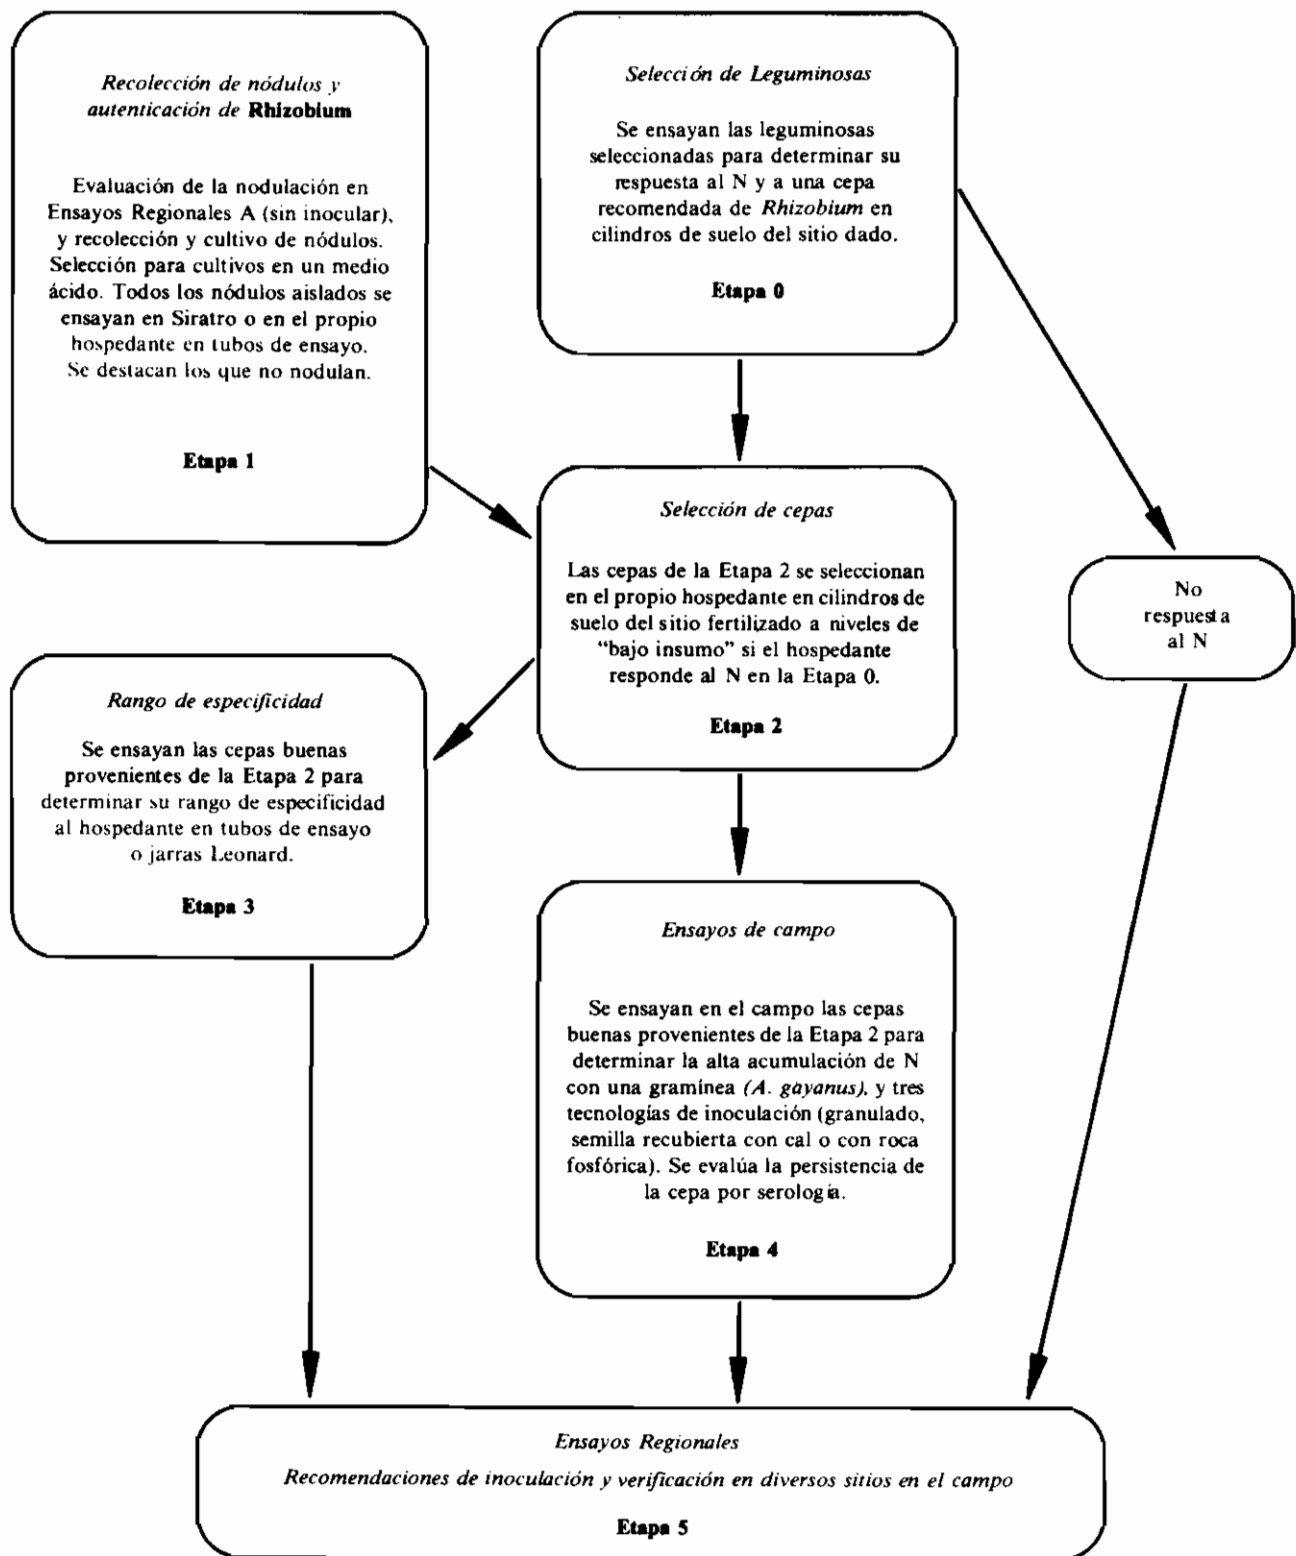 Recolección de nódulos y
autenticación de Rhizobium
Evaluación de la nodulación en
Ensayos Regionales A (sin inocular),
y recolección y cultivo de nódulos.
Selección para cultivos en un medio
ácido. Todos los nódulos aislados se
ensayan en Siratro o en el propio
hospedante en tubos de ensayo.
Se destacan los que no nodulan.
Etapa 1
Selección de Leguminosas
Se ensayan las leguminosas
seleccionadas para determinar su
respuesta al N y a una cepa
recomendada de Rhizobium en
cilindros de suelo del sitio dado.
Etapa 0
Selección de cepas
Las cepas de la Etapa 2 se seleccionan
en el propio hospedante en cilindros de
suelo del sitio fertilizado a niveles de
“bajo insumo” si el hospedante
responde al N en la Etapa 0.
Etapa 2
No
respuesta
al N
Rango de especificidad
Se ensayan las cepas buenas
provenientes de la Etapa 2 para
determinar su rango de especificidad
al hospedante en tubos de ensayo
o jarras Leonard.
Etapa 3
Ensayos de campo
Se ensayan en el campo las cepas
buenas provenientes de la Etapa 2 para
determinar la alta acumulación de N
con una gramínea (A. gayanus), y tres
tecnologías de inoculación (granulado,
semilla recubierta con cal o con roca
fosfórica). Se evalúa la persistencia de
la cepa por serología.
Etapa 4
Ensayos Regionales
Recomendaciones de inoculación y verificación en diversos sitios en el campo
Etapa 5